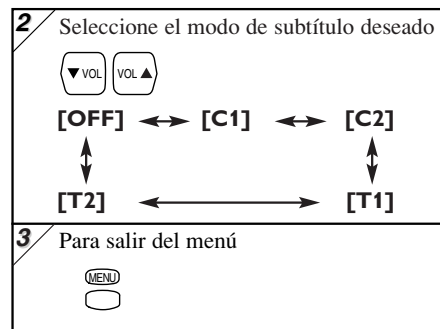 2 Seleccione el modo de subtítulo deseado
▼ VOL VOL ▲
[OFF] ↔ [C1] ↔ [C2]
[T2] ↔ [T1]
3 Para salir del menú
MENU